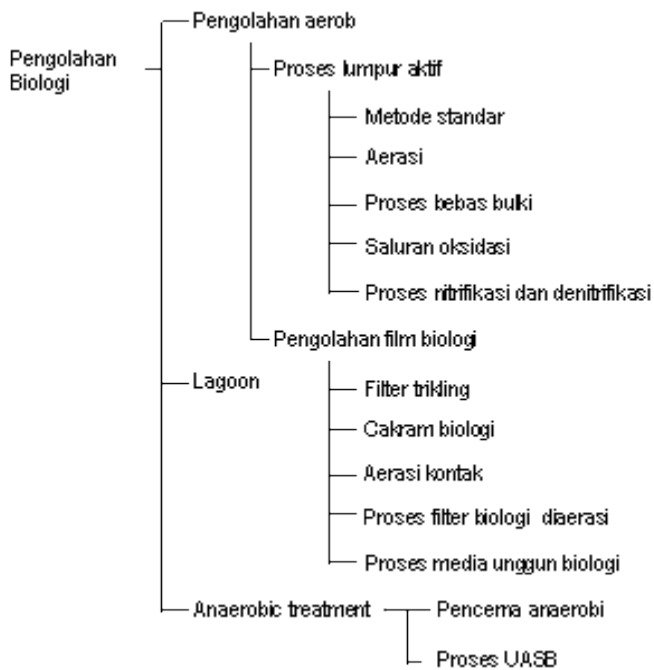 Pengolahan aerob
Pengolahan
Biologi
Proses lumpur aktif
Metode standar
Aerasi
Proses bebas bulki
Saluran oksidasi
Proses nitrifikasi dan denitrifikasi
Pengolahan film biologi
Lagoon
Filter trikling
Cakram biologi
Aerasi kontak
Proses filter biologi diaerasi
Proses media unggun biologi
Anaerobic treatment
Pencerna anaerobi
Proses UASB